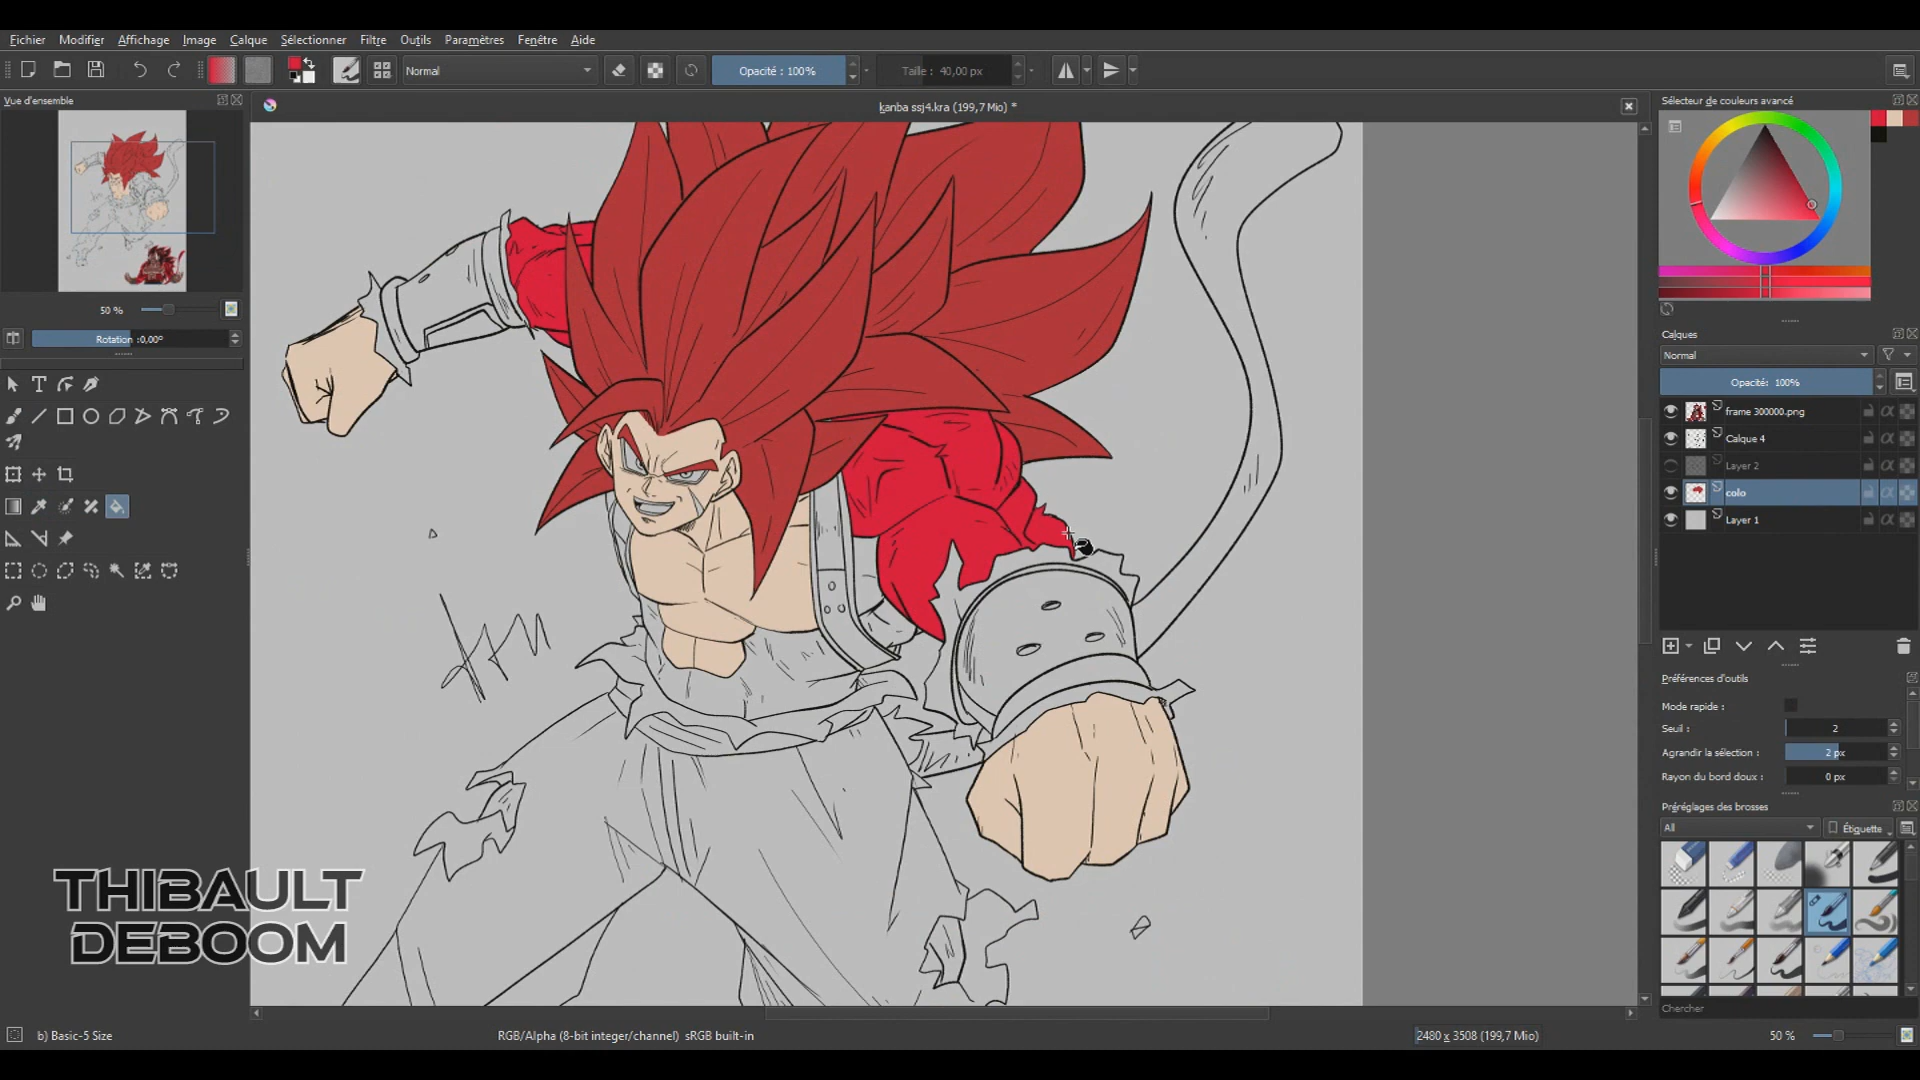 Fichier Modifier Affichage Image Calque Sélectionner Filtre Outils Paramètres Fenêtre Aide
Normal
Opacité : 100%
Taille : 40,00 px
Vue d'ensemble
kanba ssj4.kra (199,7 Mio) *
Sélecteur de couleurs avancé
50 %
Rotation :0,00°
Calques
Normal
Opacité: 100%
frame 300000.png
Calque 4
Layer 2
colo
Layer 1
Préférences d'outils
Mode rapide :
Seuil : 2
Agrandir la sélection : 2 px
Rayon du bord doux : 0 px
Préréglages des brosses
All
Étiquette
Chercher
THIBAULT
DEBOOM
b) Basic-5 Size
RGB/Alpha (8-bit integer/channel) sRGB built-in
2480 x 3508 (199,7 Mio)
50 %